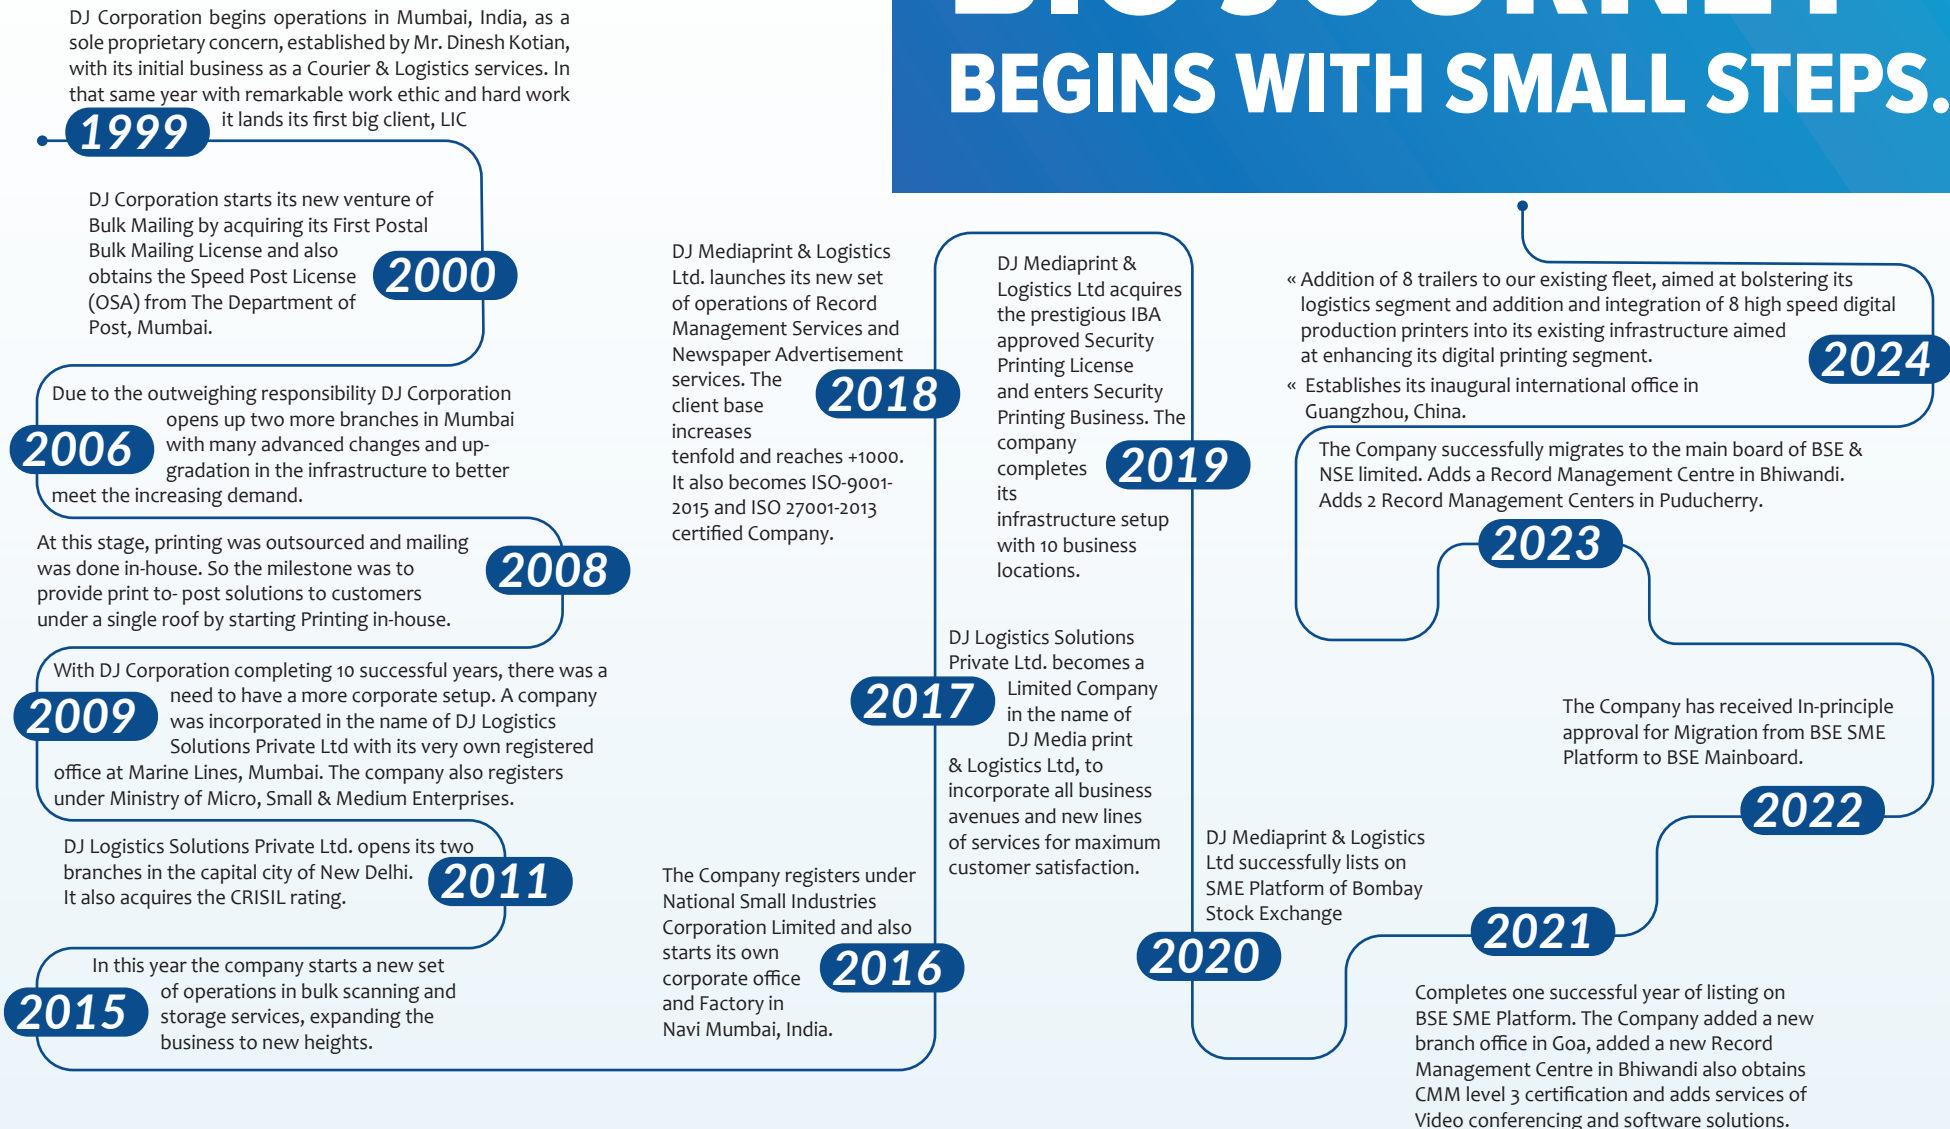 BIG JOURNEY
BEGINS WITH SMALL STEPS.
DJ Corporation begins operations in Mumbai, India, as a
sole proprietary concern, established by Mr. Dinesh Kotian,
with its initial business as a Courier & Logistics services. In
that same year with remarkable work ethic and hard work
it lands its first big client, LIC
1999
DJ Corporation starts its new venture of
Bulk Mailing by acquiring its First Postal
Bulk Mailing License and also
obtains the Speed Post License
(OSA) from The Department of
Post, Mumbai.
2000
Due to the outweighing responsibility DJ Corporation
opens up two more branches in Mumbai
with many advanced changes and up-
gradation in the infrastructure to better
meet the increasing demand.
2006
At this stage, printing was outsourced and mailing
was done in-house. So the milestone was to
provide print to- post solutions to customers
under a single roof by starting Printing in-house.
2008
With DJ Corporation completing 10 successful years, there was a
need to have a more corporate setup. A company
was incorporated in the name of DJ Logistics
Solutions Private Ltd with its very own registered
office at Marine Lines, Mumbai. The company also registers
under Ministry of Micro, Small & Medium Enterprises.
2009
DJ Logistics Solutions Private Ltd. opens its two
branches in the capital city of New Delhi.
It also acquires the CRISIL rating.
2011
In this year the company starts a new set
of operations in bulk scanning and
storage services, expanding the
business to new heights.
2015
The Company registers under
National Small Industries
Corporation Limited and also
starts its own
corporate office
and Factory in
Navi Mumbai, India.
2016
DJ Logistics Solutions
Private Ltd. becomes a
Limited Company
in the name of
DJ Media print
& Logistics Ltd, to
incorporate all business
avenues and new lines
of services for maximum
customer satisfaction.
2017
DJ Mediaprint & Logistics
Ltd. launches its new set
of operations of Record
Management Services and
Newspaper Advertisement
services. The
client base
increases
tenfold and reaches +1000.
It also becomes ISO-9001-
2015 and ISO 27001-2013
certified Company.
2018
DJ Mediaprint &
Logistics Ltd acquires
the prestigious IBA
approved Security
Printing License
and enters Security
Printing Business. The
company
completes
its
infrastructure setup
with 10 business
locations.
2019
DJ Mediaprint & Logistics
Ltd successfully lists on
SME Platform of Bombay
Stock Exchange
2020
2021
Completes one successful year of listing on
BSE SME Platform. The Company added a new
branch office in Goa, added a new Record
Management Centre in Bhiwandi also obtains
CMM level 3 certification and adds services of
Video conferencing and software solutions.
The Company has received In-principle
approval for Migration from BSE SME
Platform to BSE Mainboard.
2022
The Company successfully migrates to the main board of BSE &
NSE limited. Adds a Record Management Centre in Bhiwandi.
Adds 2 Record Management Centers in Puducherry.
2023
« Addition of 8 trailers to our existing fleet, aimed at bolstering its
logistics segment and addition and integration of 8 high speed digital
production printers into its existing infrastructure aimed
at enhancing its digital printing segment.
« Establishes its inaugural international office in
Guangzhou, China.
2024